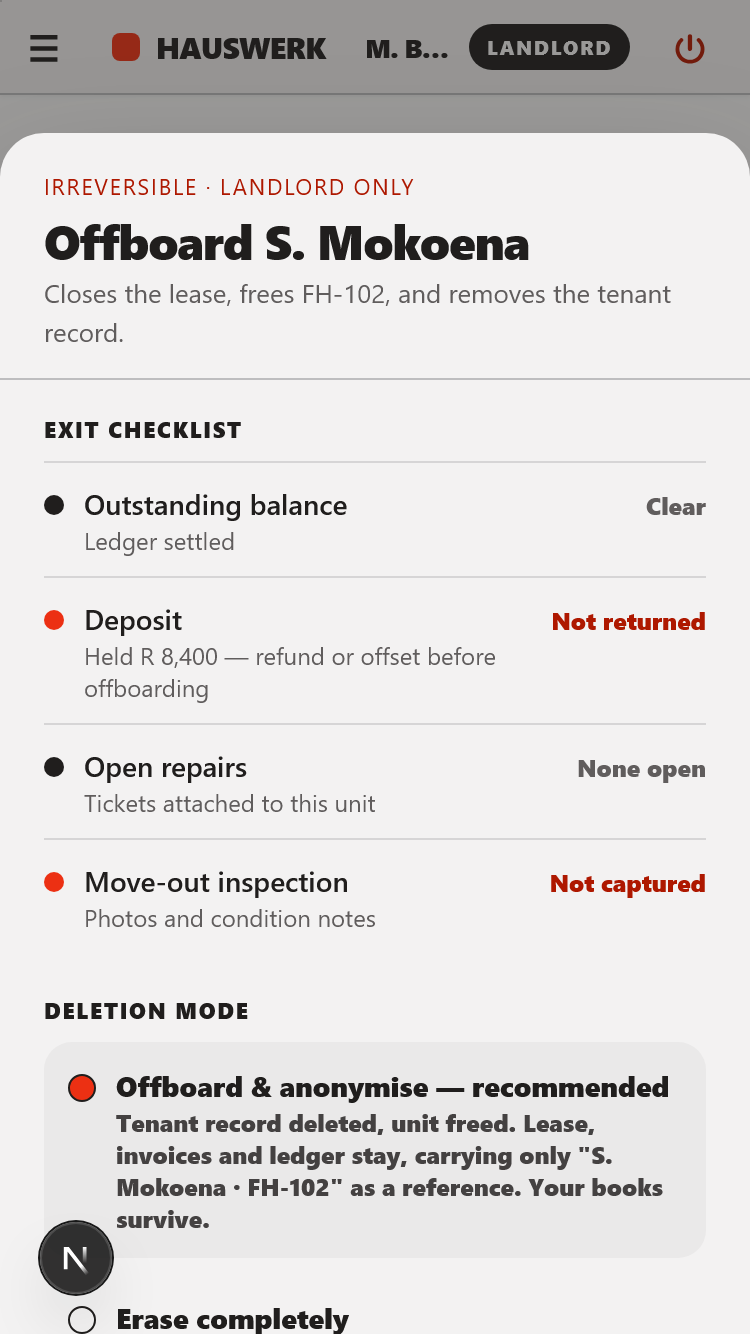 HAUSWERK M. B... LANDLORD
IRREVERSIBLE · LANDLORD ONLY
Offboard S. Mokoena
Closes the lease, frees FH-102, and removes the tenant
record.
EXIT CHECKLIST
Outstanding balance Clear
Ledger settled
Deposit Not returned
Held R 8,400 — refund or offset before
offboarding
Open repairs None open
Tickets attached to this unit
Move-out inspection Not captured
Photos and condition notes
DELETION MODE
Offboard & anonymise — recommended
Tenant record deleted, unit freed. Lease,
invoices and ledger stay, carrying only "S.
Mokoena · FH-102" as a reference. Your books
survive.
N
Erase completely